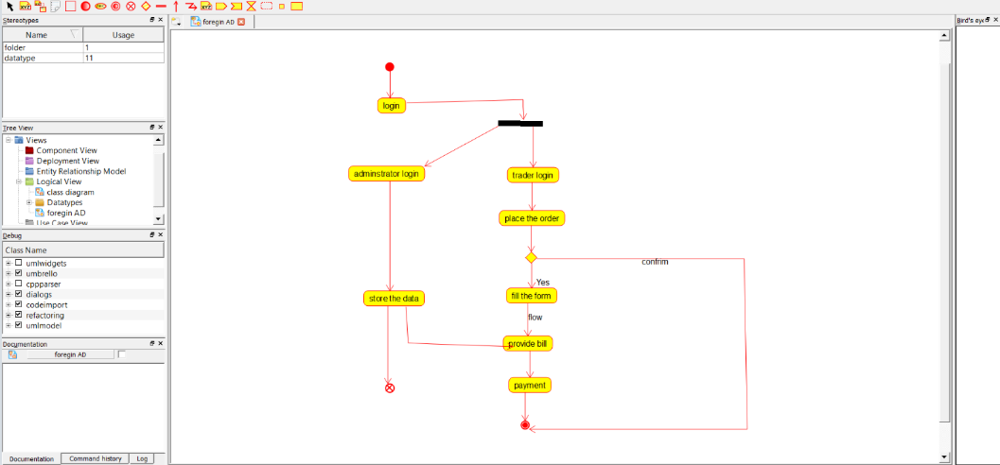 foregin AD
Bird's eye
Stereotypes
Name Usage
folder 1
datatype 11
Tree View
Views
Component View
Deployment View
Entity Relationship Model
Logical View
class diagram
Datatypes
foregin AD
Use Case View
Debug
Class Name
umlwidgets
umbrello
cppparser
dialogs
codeimport
refactoring
umlmodel
Documentation
foregin AD
Documentation Command history Log
login
adminstrator login
trader login
place the order
confrim
Yes
fill the form
store the data
flow
provide bill
payment